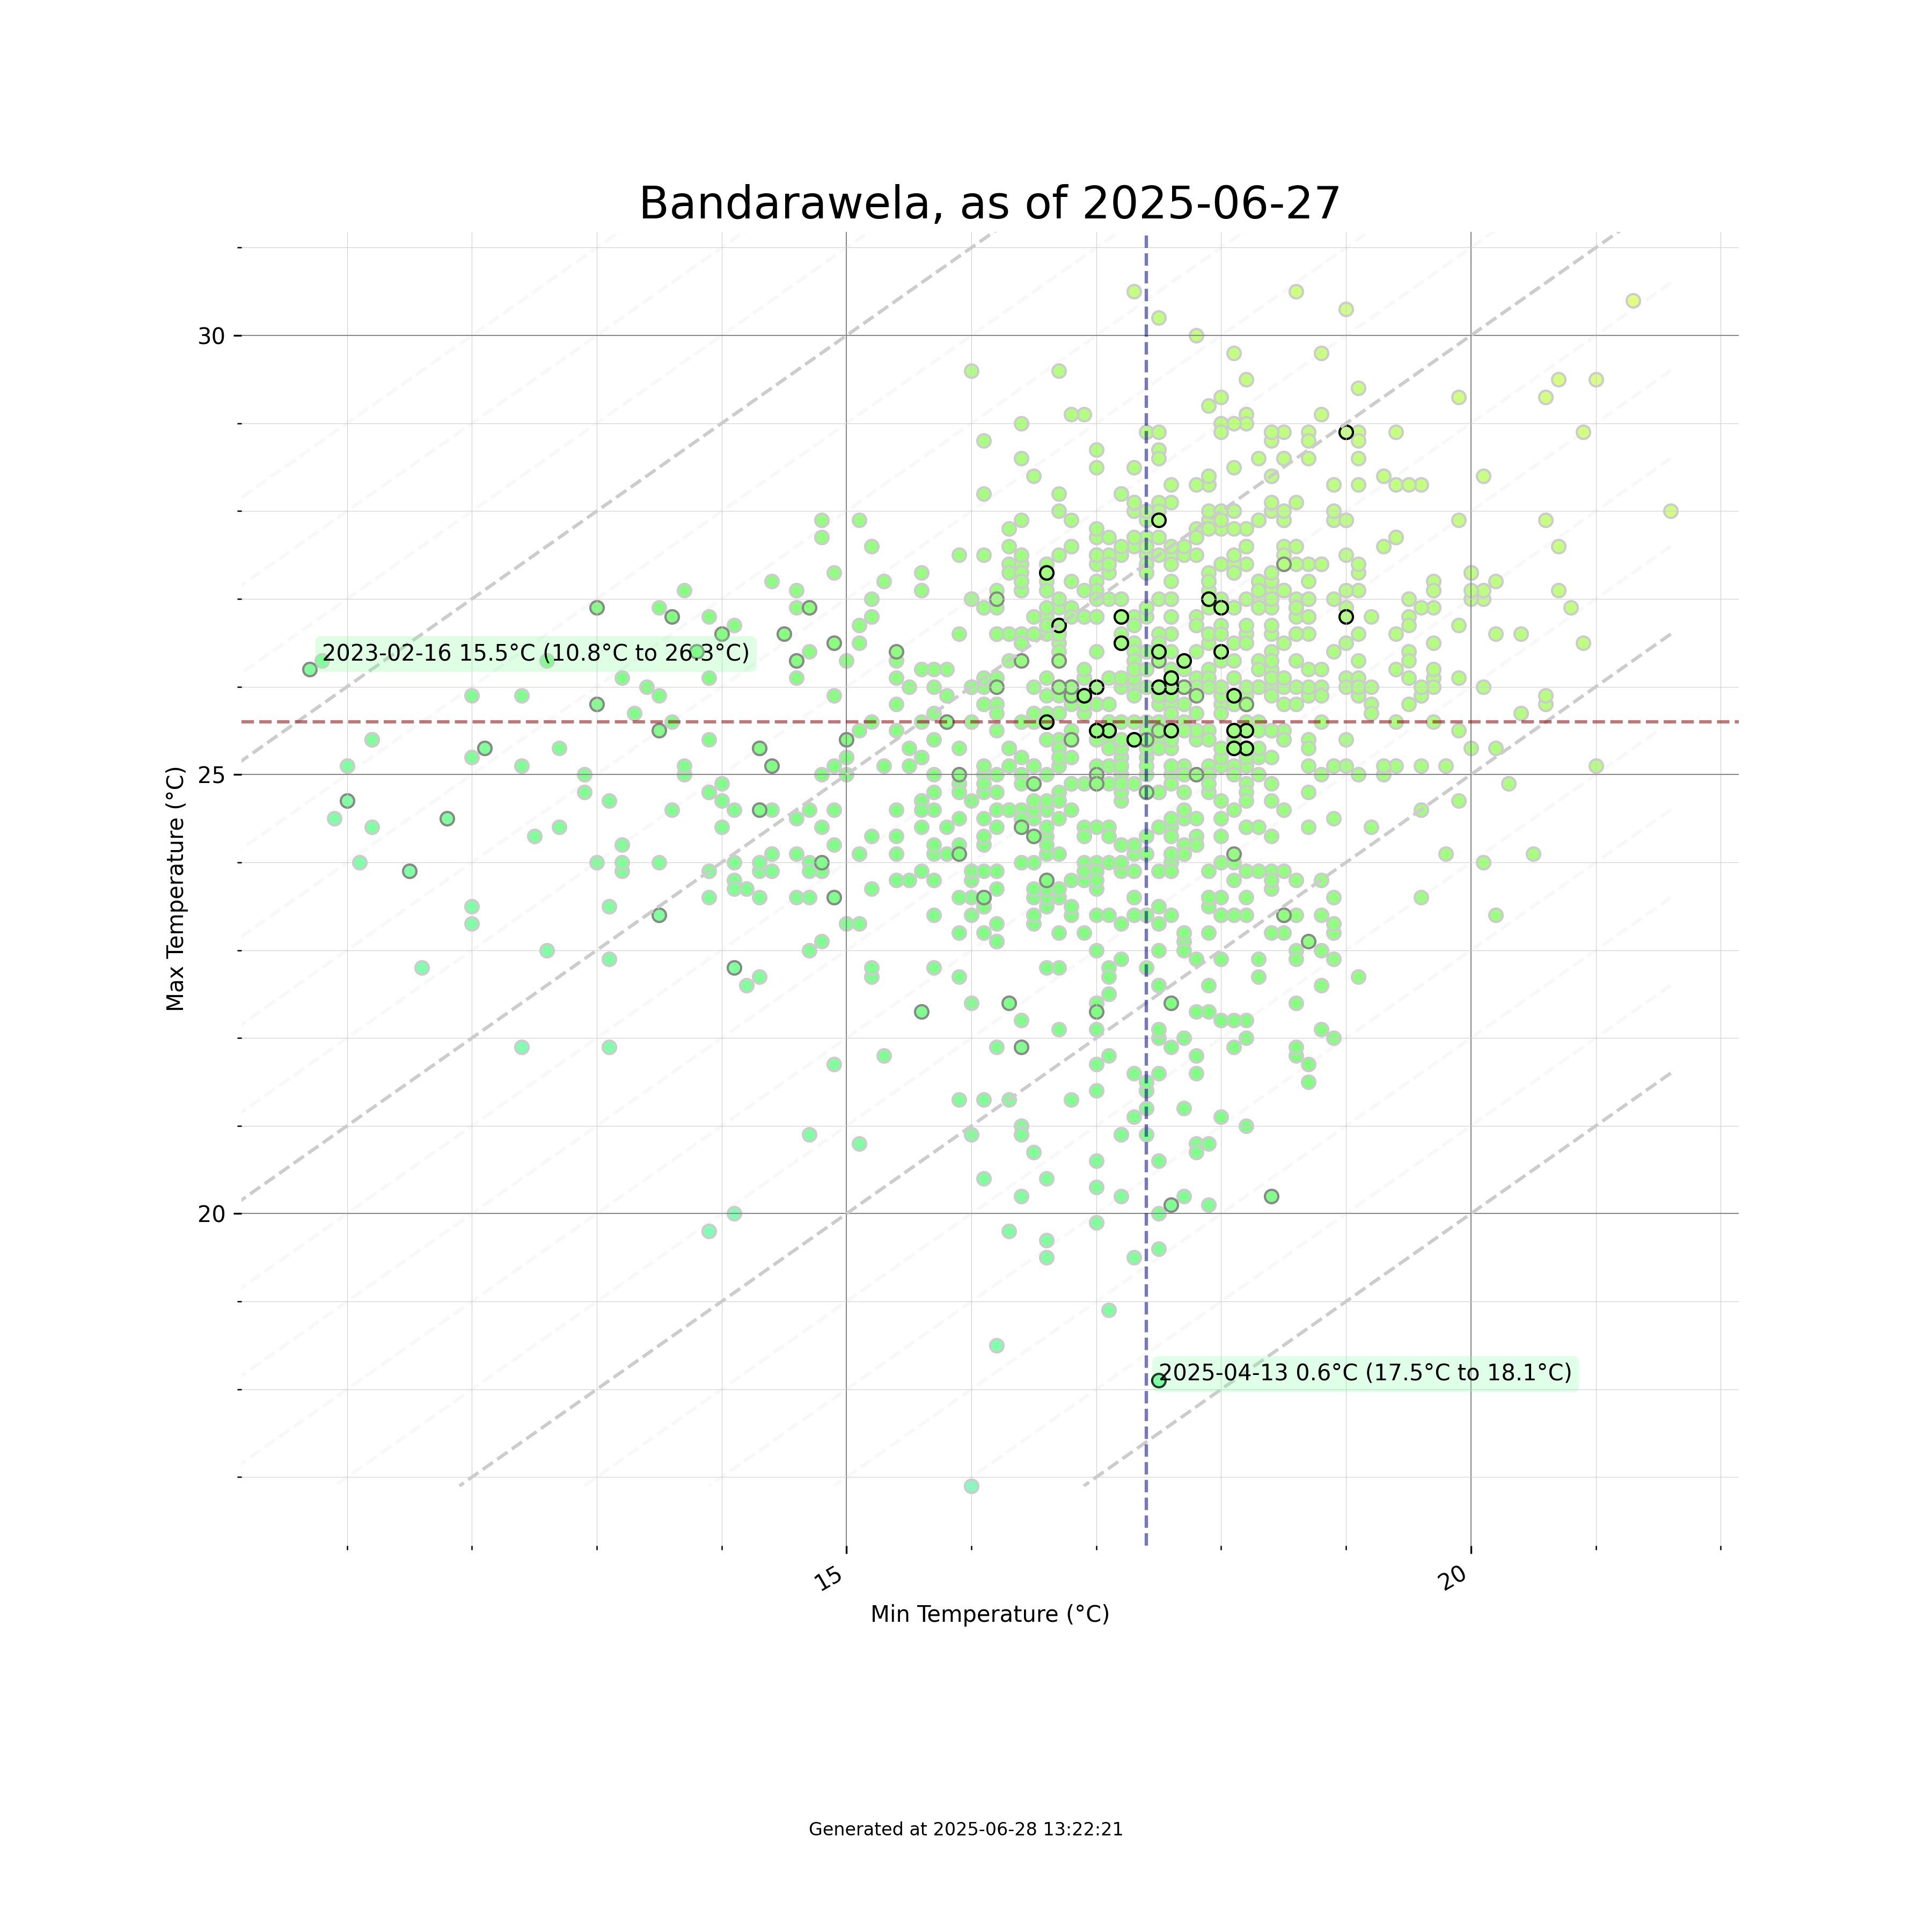 Bandarawela, as of 2025-06-27
30
2023-02-16 15.5°C (10.8°C to 26.3°C)
25
Max Temperature (°C)
20
2025-04-13 0.6°C (17.5°C to 18.1°C)
15
20
Min Temperature (°C)
Generated at 2025-06-28 13:22:21